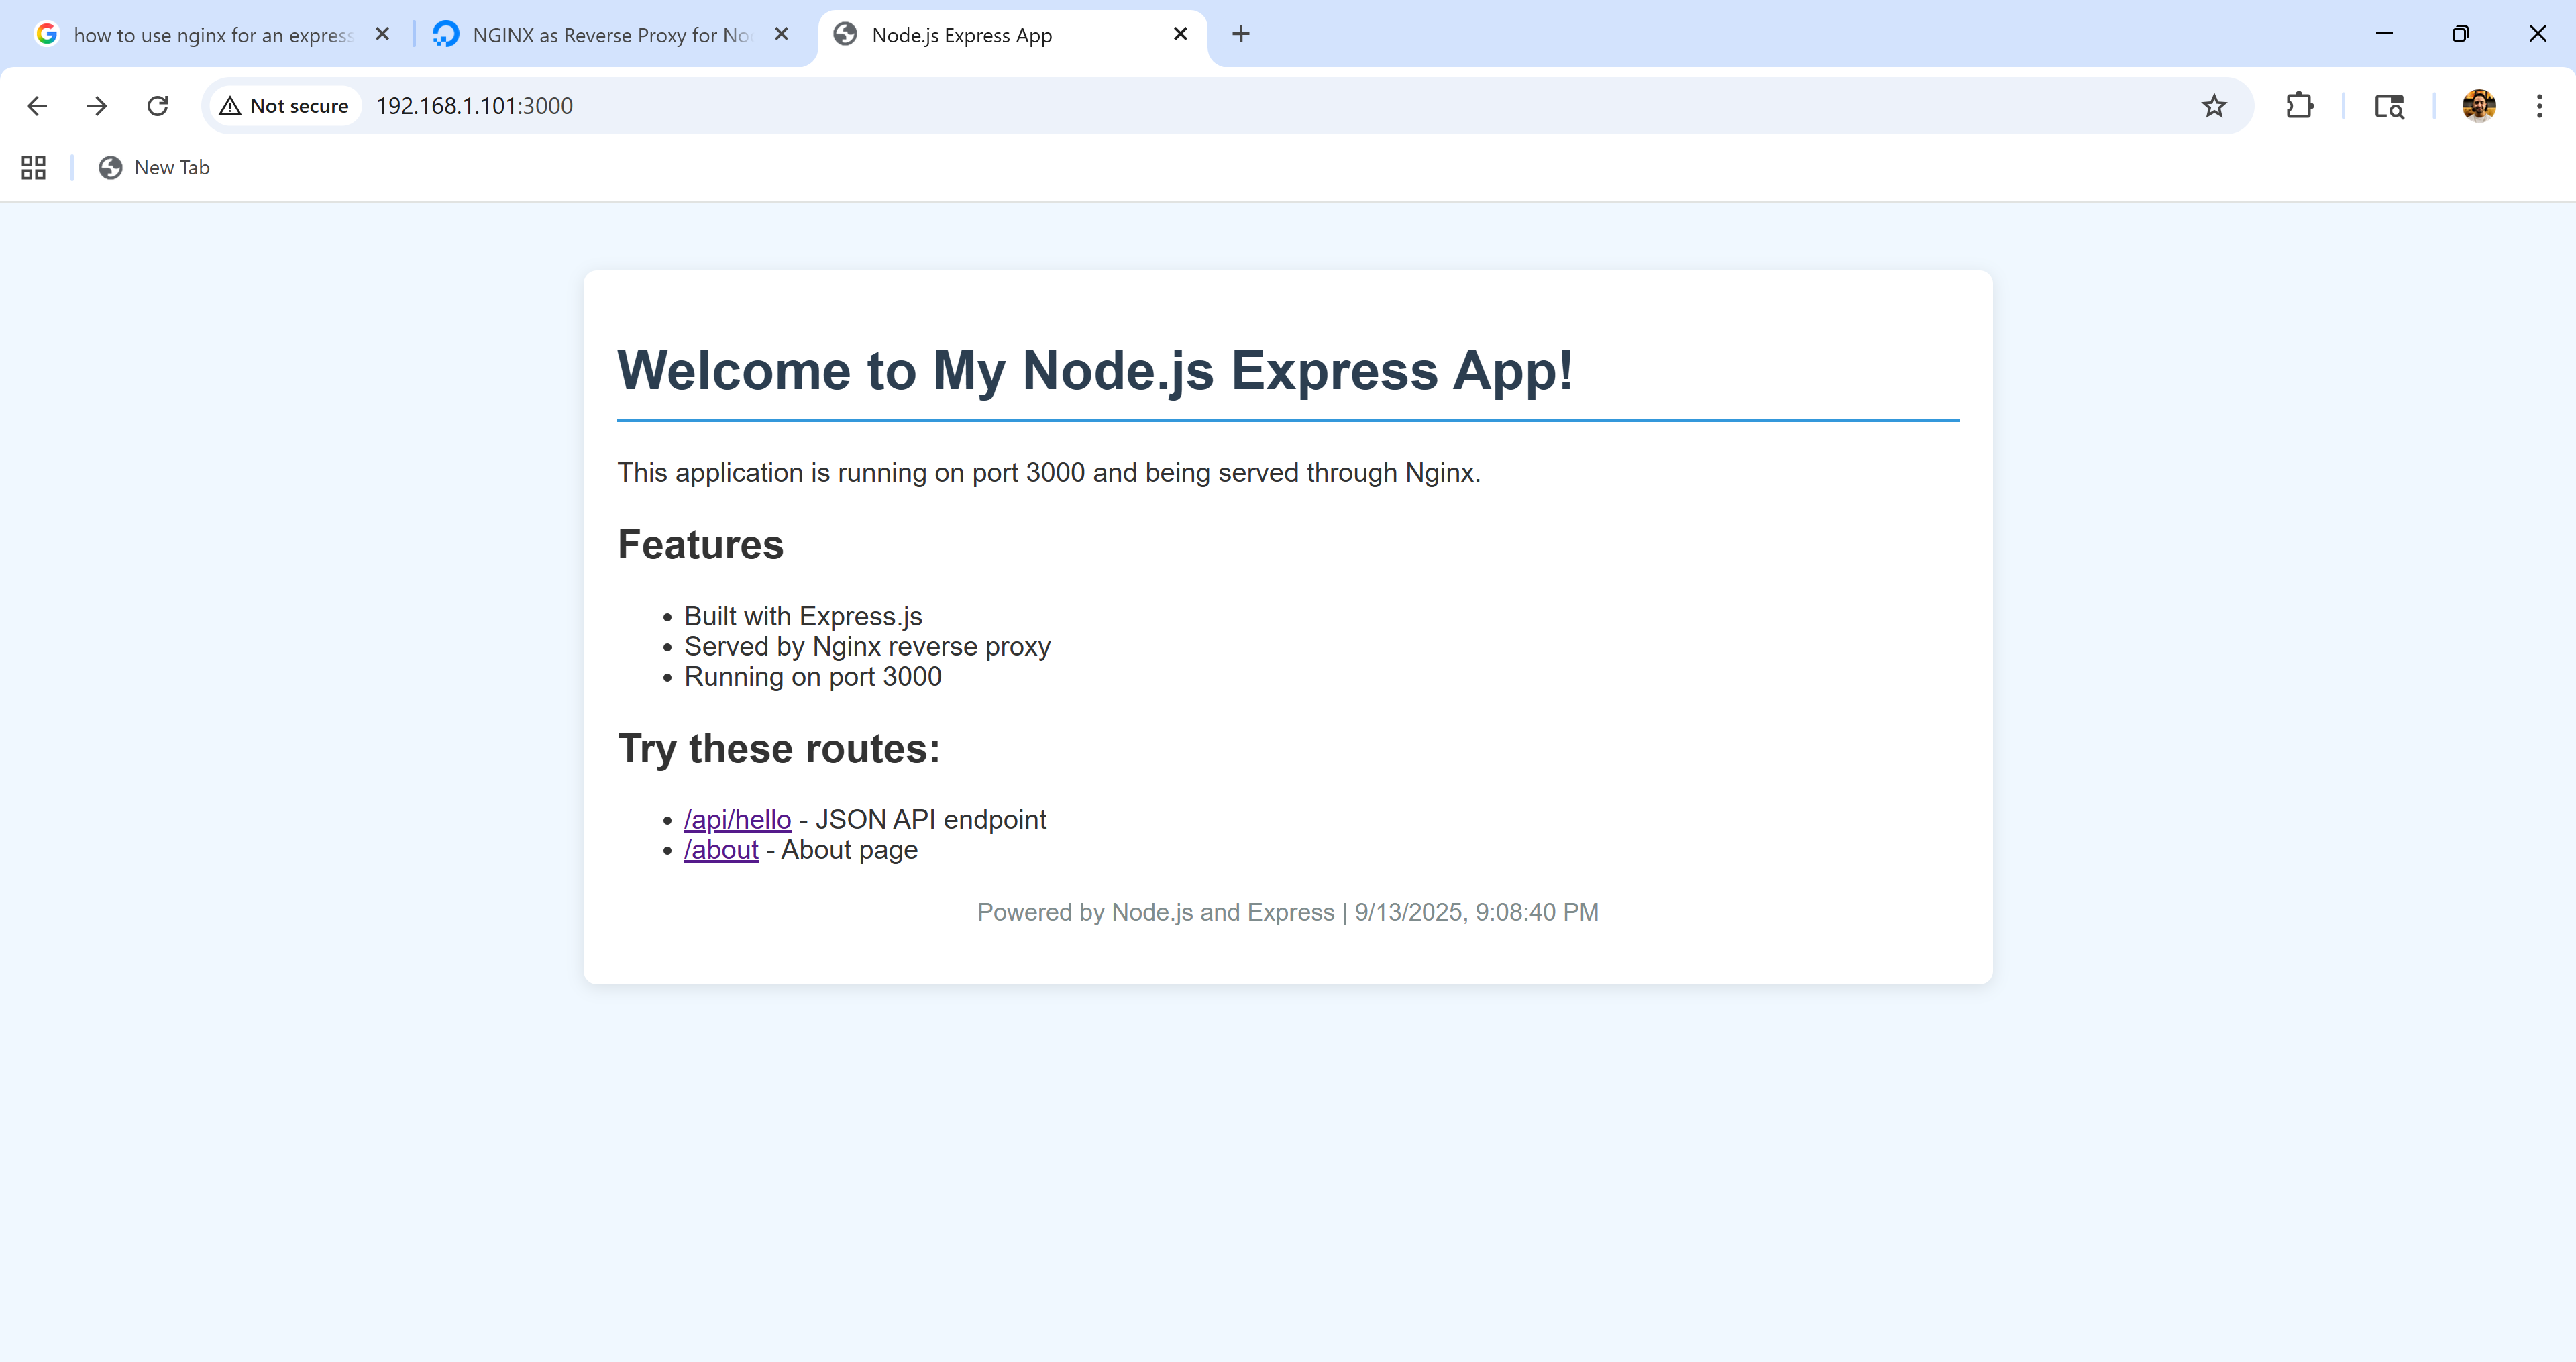 how to use nginx for an express
NGINX as Reverse Proxy for No
Node.js Express App
Not secure
192.168.1.101:3000
New Tab
Welcome to My Node.js Express App!
This application is running on port 3000 and being served through Nginx.
Features
Built with Express.js
Served by Nginx reverse proxy
Running on port 3000
Try these routes:
/api/hello - JSON API endpoint
/about - About page
Powered by Node.js and Express | 9/13/2025, 9:08:40 PM